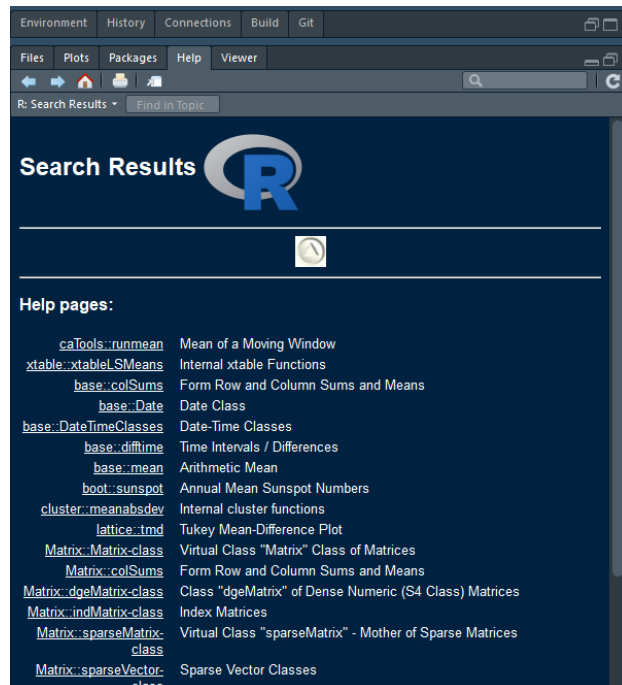 Environment History Connections Build Git
Files Plots Packages Help Viewer
R: Search Results Find in Topic
Search Results R
Help pages:
caTools::runmean Mean of a Moving Window
xtable::xtableLSMeans Internal xtable Functions
base::colSums Form Row and Column Sums and Means
base::Date Date Class
base::DateTimeClasses Date-Time Classes
base::difftime Time Intervals / Differences
base::mean Arithmetic Mean
boot::sunspot Annual Mean Sunspot Numbers
cluster::meanabsdev Internal cluster functions
lattice::tmd Tukey Mean-Difference Plot
Matrix::Matrix-class Virtual Class "Matrix" Class of Matrices
Matrix::colSums Form Row and Column Sums and Means
Matrix::dgeMatrix-class Class "dgeMatrix" of Dense Numeric (S4 Class) Matrices
Matrix::indMatrix-class Index Matrices
Matrix::sparseMatrix- Virtual Class "sparseMatrix" - Mother of Sparse Matrices
class
Matrix::sparseVector- Sparse Vector Classes